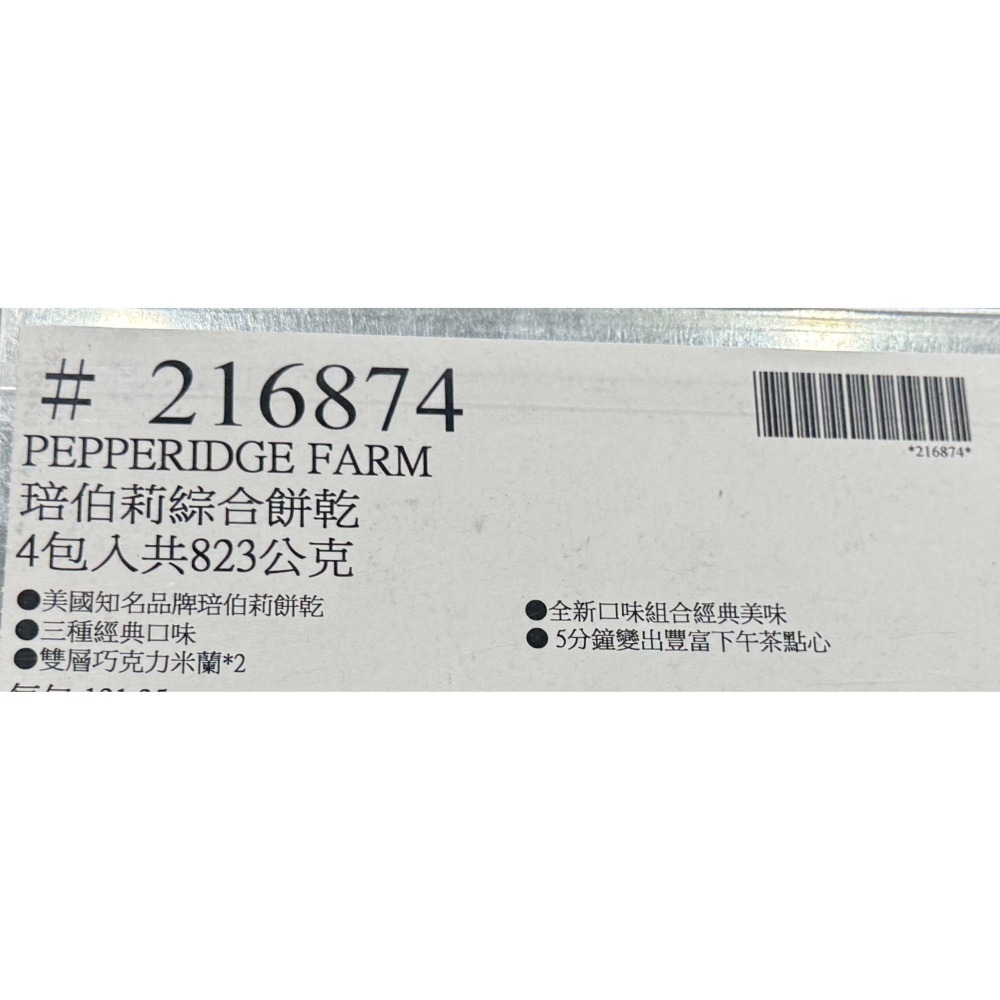 # 216874
*216874*
PEPPERIDGE FARM
琣伯莉綜合餅乾
4包入共823公克
●美國知名品牌琣伯莉餅乾
●三種經典口味
●雙層巧克力米蘭*2
●全新口味組合經典美味
● 5分鐘變出豐富下午茶點心